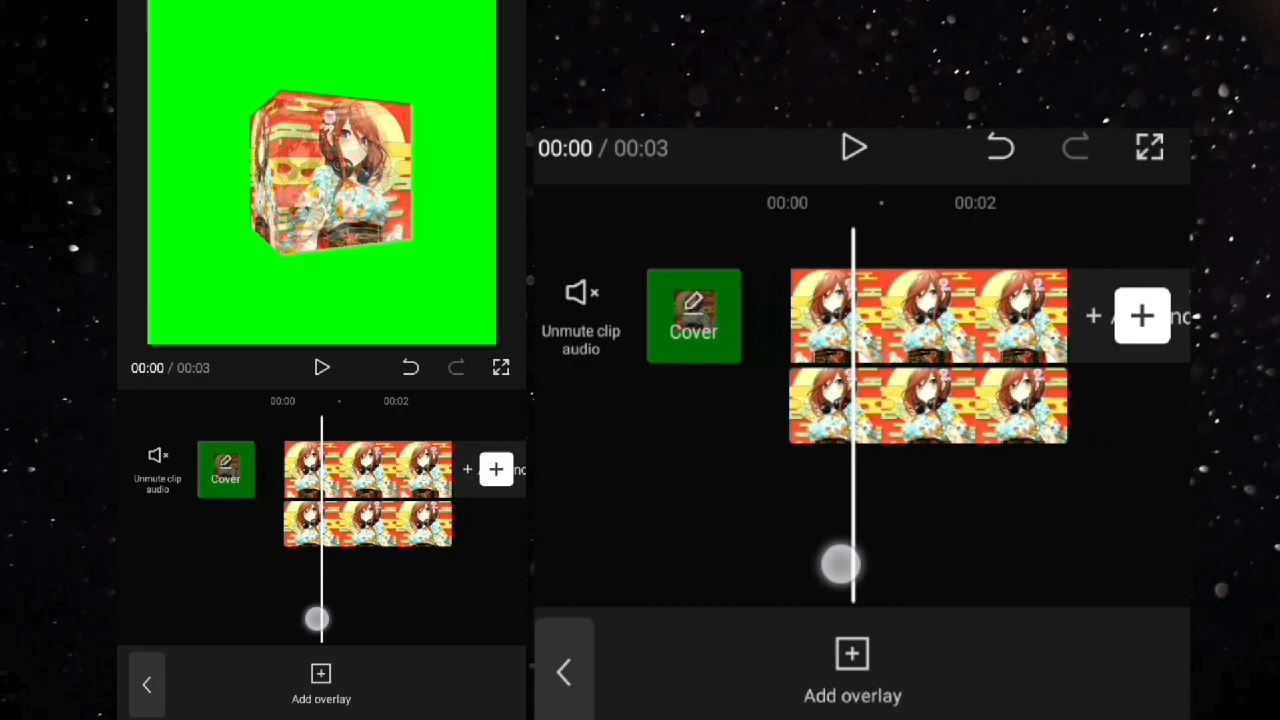 00:00 / 00:03
00:00
00:02
Unmute clip
audio
Cover
+
Add overlay
00:00 / 00:03
00:00
00:02
Unmute clip
audio
Cover
+
Add overlay